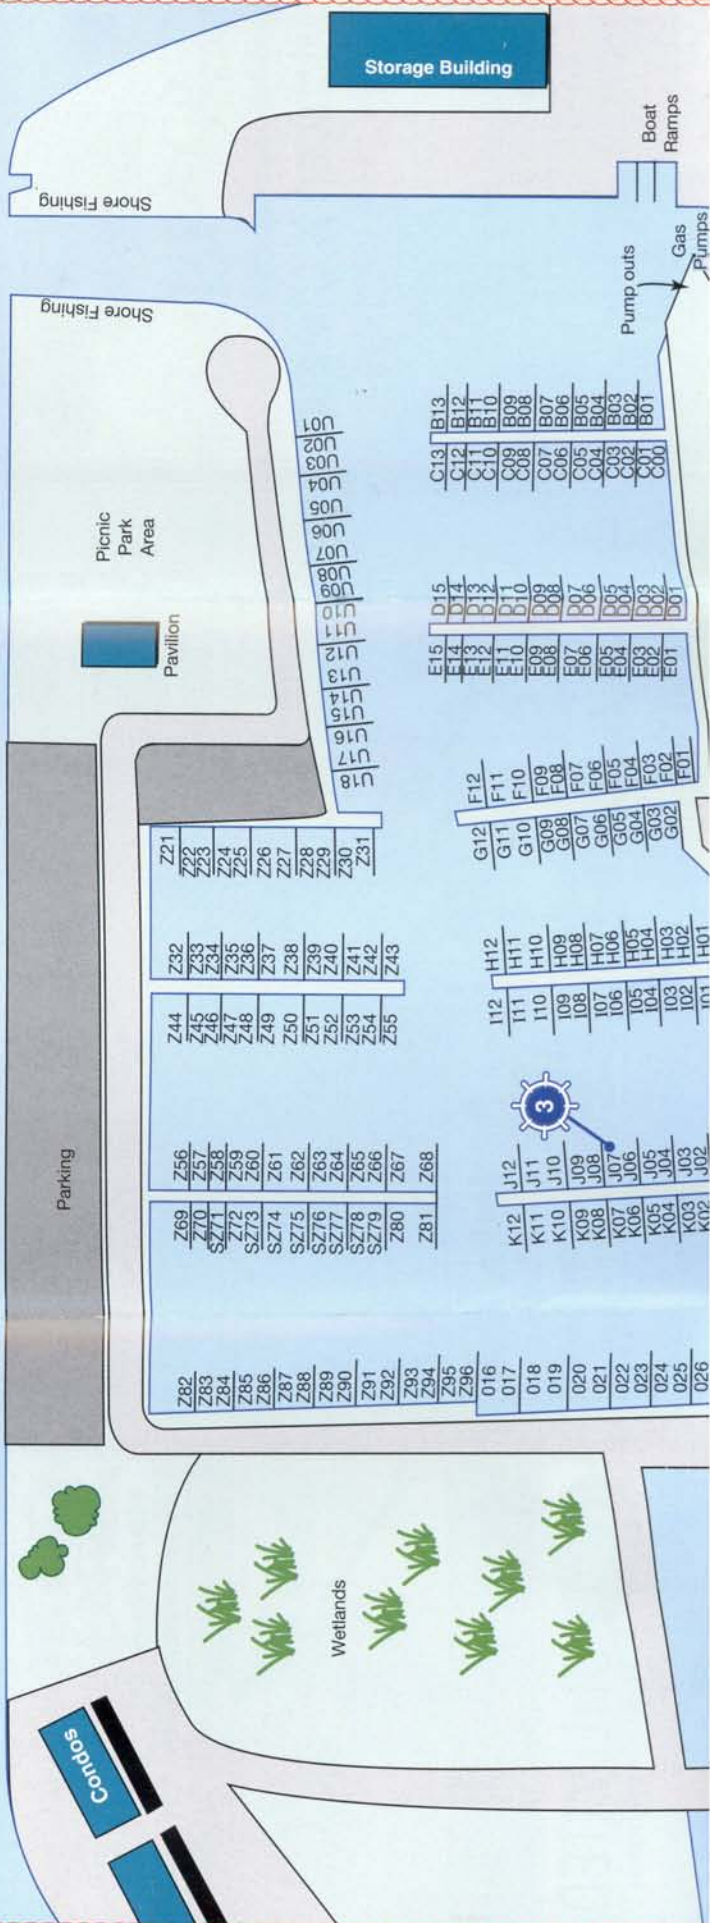 Storage Building
Boat
Ramps
Shore Fishing
Shore Fishing
Gas
Pumps
Pump outs
Picnic
Park
Area
Pavilion
U01
U02
U03
U04
U05
U06
U07
U08
U09
U10
U11
U12
U13
U14
U15
U16
U17
U18
B13
B12
B11
B10
B09
B08
B07
B06
B05
B04
B03
B02
B01
C13
C12
C11
C10
C09
C08
C07
C06
C05
C04
C03
C02
C01
C00
D15
D14
D13
D12
D11
D10
D09
D08
D07
D06
D05
D04
D03
D02
D01
E15
E14
E13
E12
E11
E10
E09
E08
E07
E06
E05
E04
E03
E02
E01
F12
F11
F10
F09
F08
F07
F06
F05
F04
F03
F02
F01
G12
G11
G10
G09
G08
G07
G06
G05
G04
G03
G02
Z21
Z22
Z23
Z24
Z25
Z26
Z27
Z28
Z29
Z30
Z31
Z32
Z33
Z34
Z35
Z36
Z37
Z38
Z39
Z40
Z41
Z42
Z43
Z44
Z45
Z46
Z47
Z48
Z49
Z50
Z51
Z52
Z53
Z54
Z55
H12
H11
H10
H09
H08
H07
H06
H05
H04
H03
H02
H01
I12
I11
I10
I09
I08
I07
I06
I05
I04
I03
I02
I01
3
Parking
Z56
Z57
Z58
Z59
Z60
Z61
Z62
Z63
Z64
Z65
Z66
Z67
Z68
Z69
Z70
SZ71
Z72
SZ73
SZ74
SZ75
SZ76
SZ77
SZ78
SZ79
Z80
Z81
J12
J11
J10
J09
J08
J07
J06
J05
J04
J03
J02
K12
K11
K10
K09
K08
K07
K06
K05
K04
K03
K02
Z82
Z83
Z84
Z85
Z86
Z87
Z88
Z89
Z90
Z91
Z92
Z93
Z94
Z95
Z96
016
017
018
019
020
021
022
023
024
025
026
Wetlands
Condos